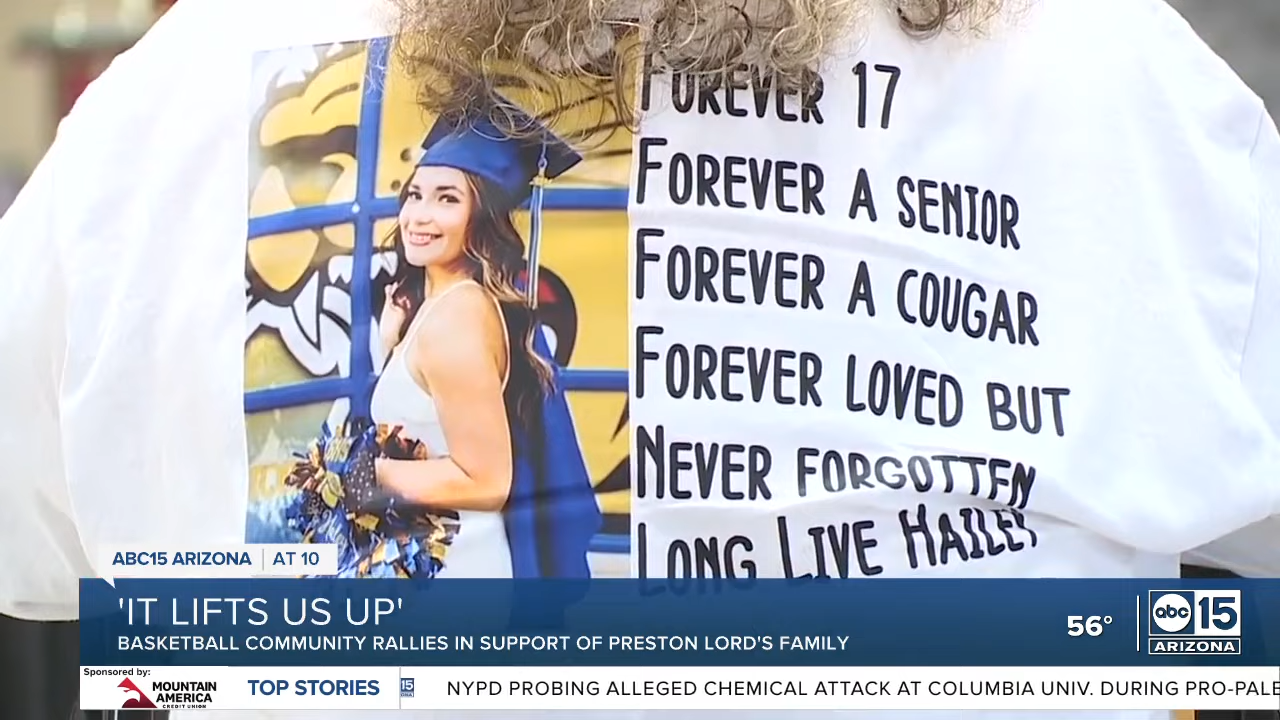 FOREVER 17
FOREVER A SENIOR
FOREVER A COUGAR
FOREVER LOVED BUT
NEVER FORGOTTEN
LONG LIVE HAILEY
ABC15 ARIZONA | AT 10
'IT LIFTS US UP'
BASKETBALL COMMUNITY RALLIES IN SUPPORT OF PRESTON LORD'S FAMILY
56°
abc 15
ARIZONA
Sponsored by:
MOUNTAIN
AMERICA
CREDIT UNION
TOP STORIES
15
NYPD PROBING ALLEGED CHEMICAL ATTACK AT COLUMBIA UNIV. DURING PRO-PALE